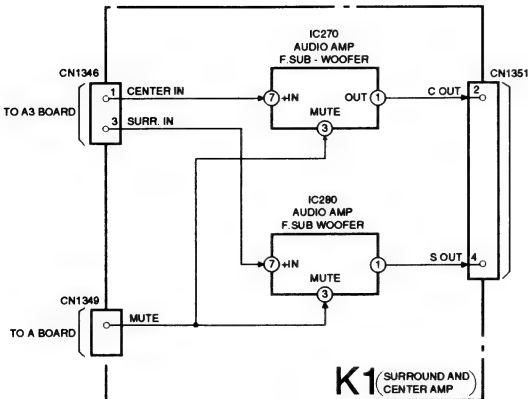 IC270
AUDIO AMP
F.SUB - WOOFER
CN1346
CN1351
1 CENTER IN
7 +IN
OUT 1
C OUT 2
MUTE
3
TO A3 BOARD
3 SURR. IN
IC280
AUDIO AMP
F.SUB WOOFER
7 +IN
1
S OUT 4
MUTE
3
CN1349
TO A BOARD
MUTE
K1 (SURROUND AND
CENTER AMP)